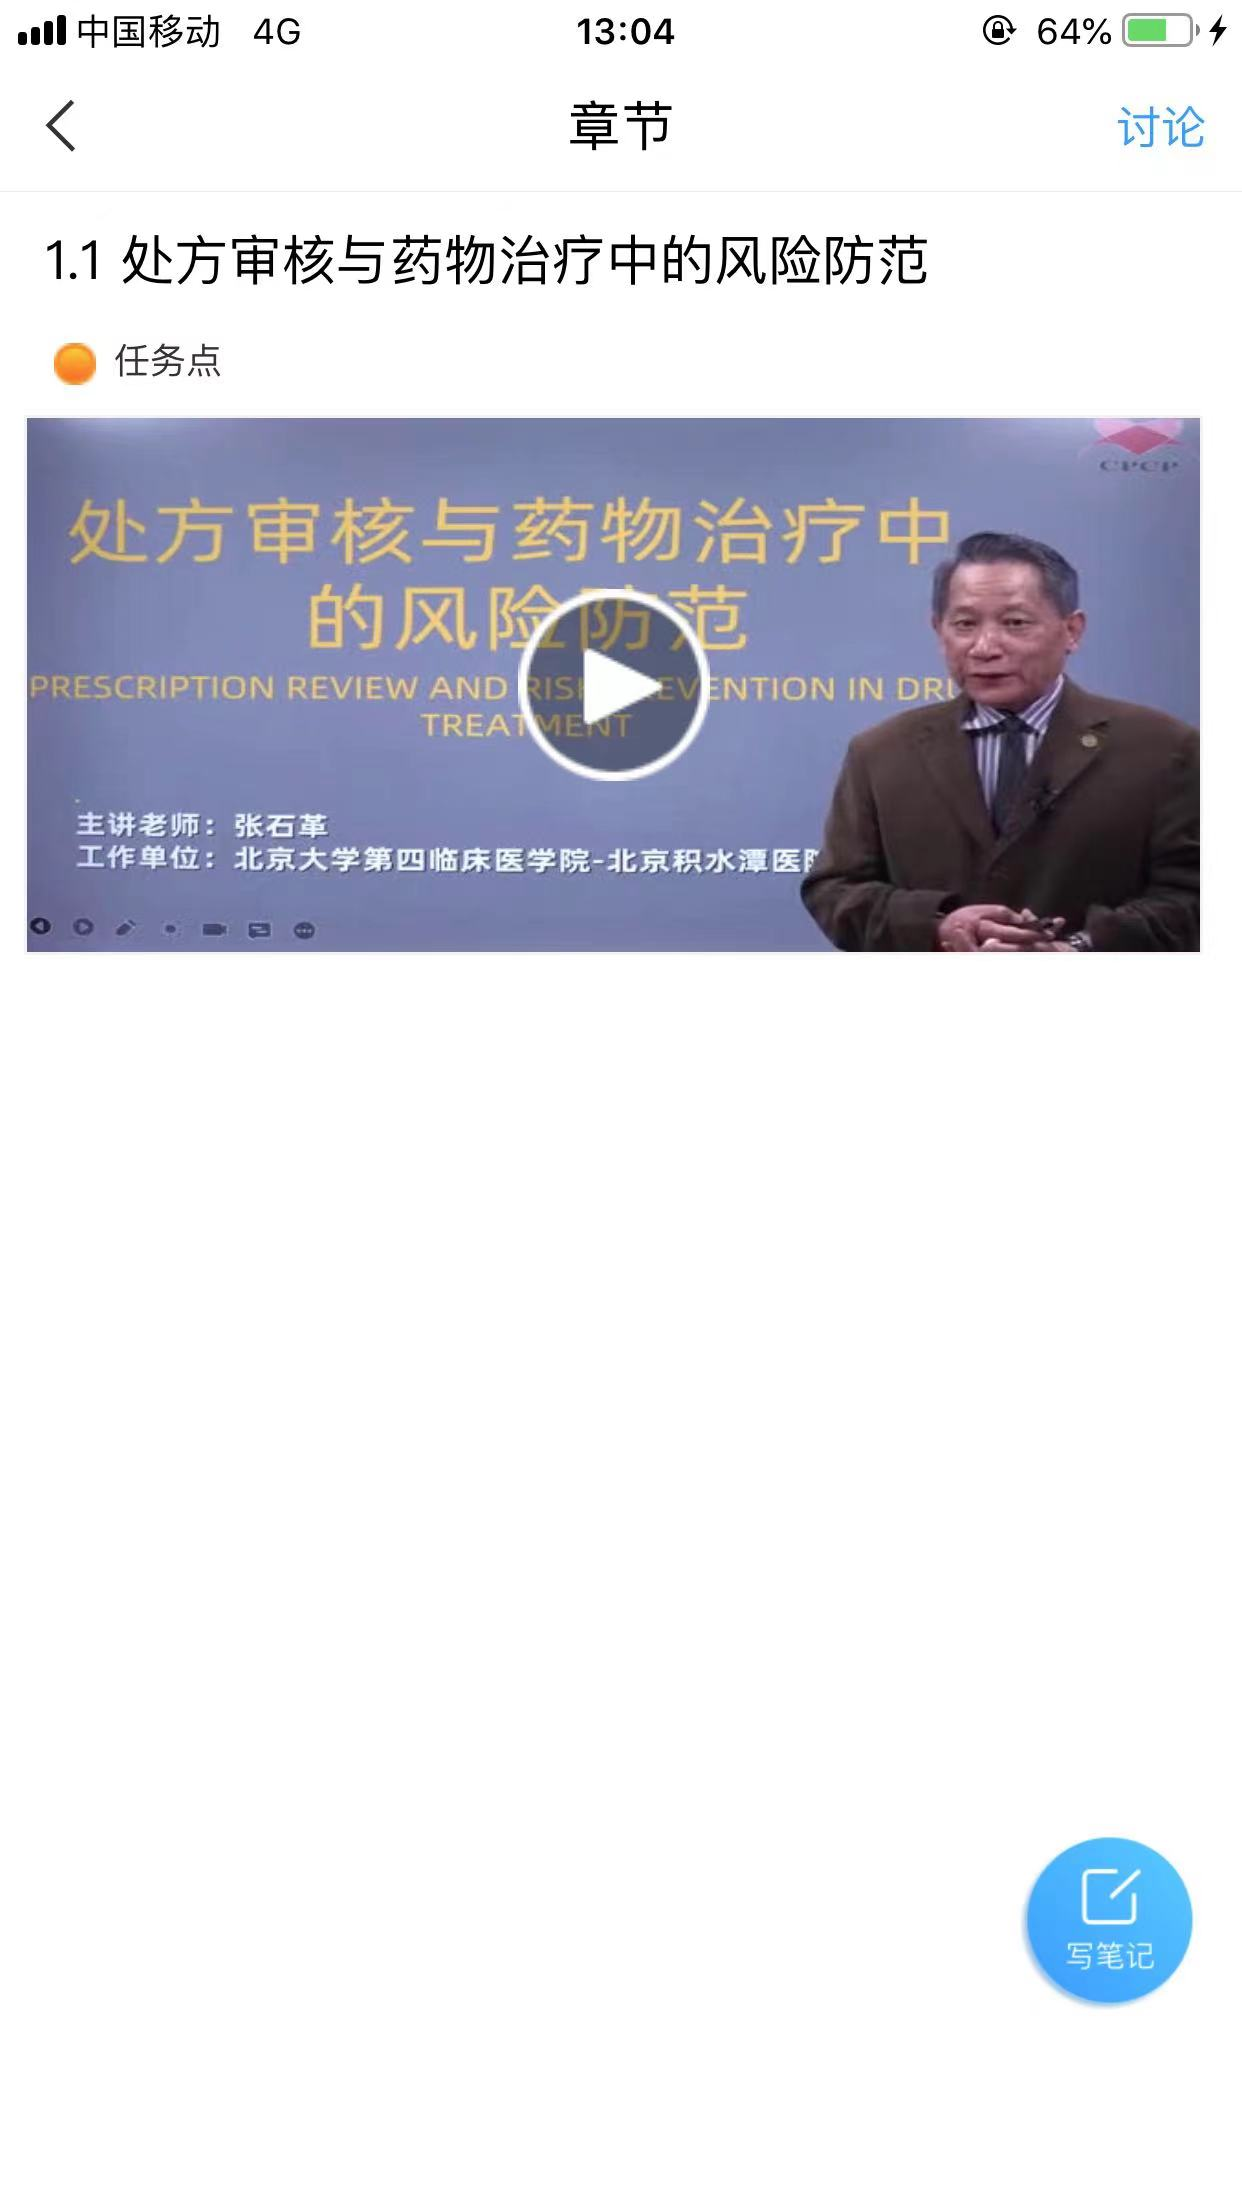 中国移动 4G 13:04 64%
章节 讨论
1.1 处方审核与药物治疗中的风险防范
任务点
CPCP
处方审核与药物治疗中
的风险防范
PRESCRIPTION REVIEW AND IN
TREATMENT
主讲老师：张石革
工作单位：北京大学第四临床医学院-北京积水潭医
写笔记